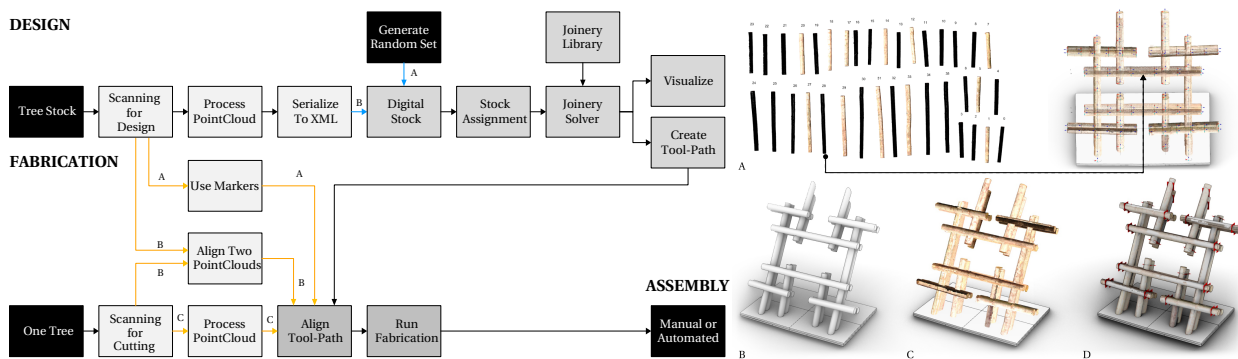 DESIGN
Generate
Random Set
Joinery
Library
A
Visualize
Tree Stock
Scanning
for
Design
Process
PointCloud
Serialize
To XML
B
Digital
Stock
Stock
Assignment
Joinery
Solver
Create
Tool-Path
FABRICATION
A
Use Markers
A
B
B
Align Two
PointClouds
B
ASSEMBLY
One Tree
Scanning
for
Cutting
C
Process
PointCloud
C
Align
Tool-Path
Run
Fabrication
Manual or
Automated
A
B
C
D